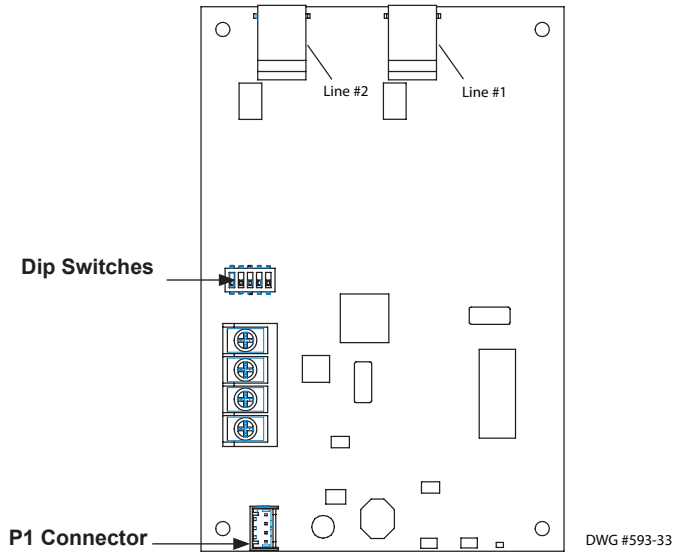 Line #2
Line #1
Dip Switches
P1 Connector
DWG #593-33